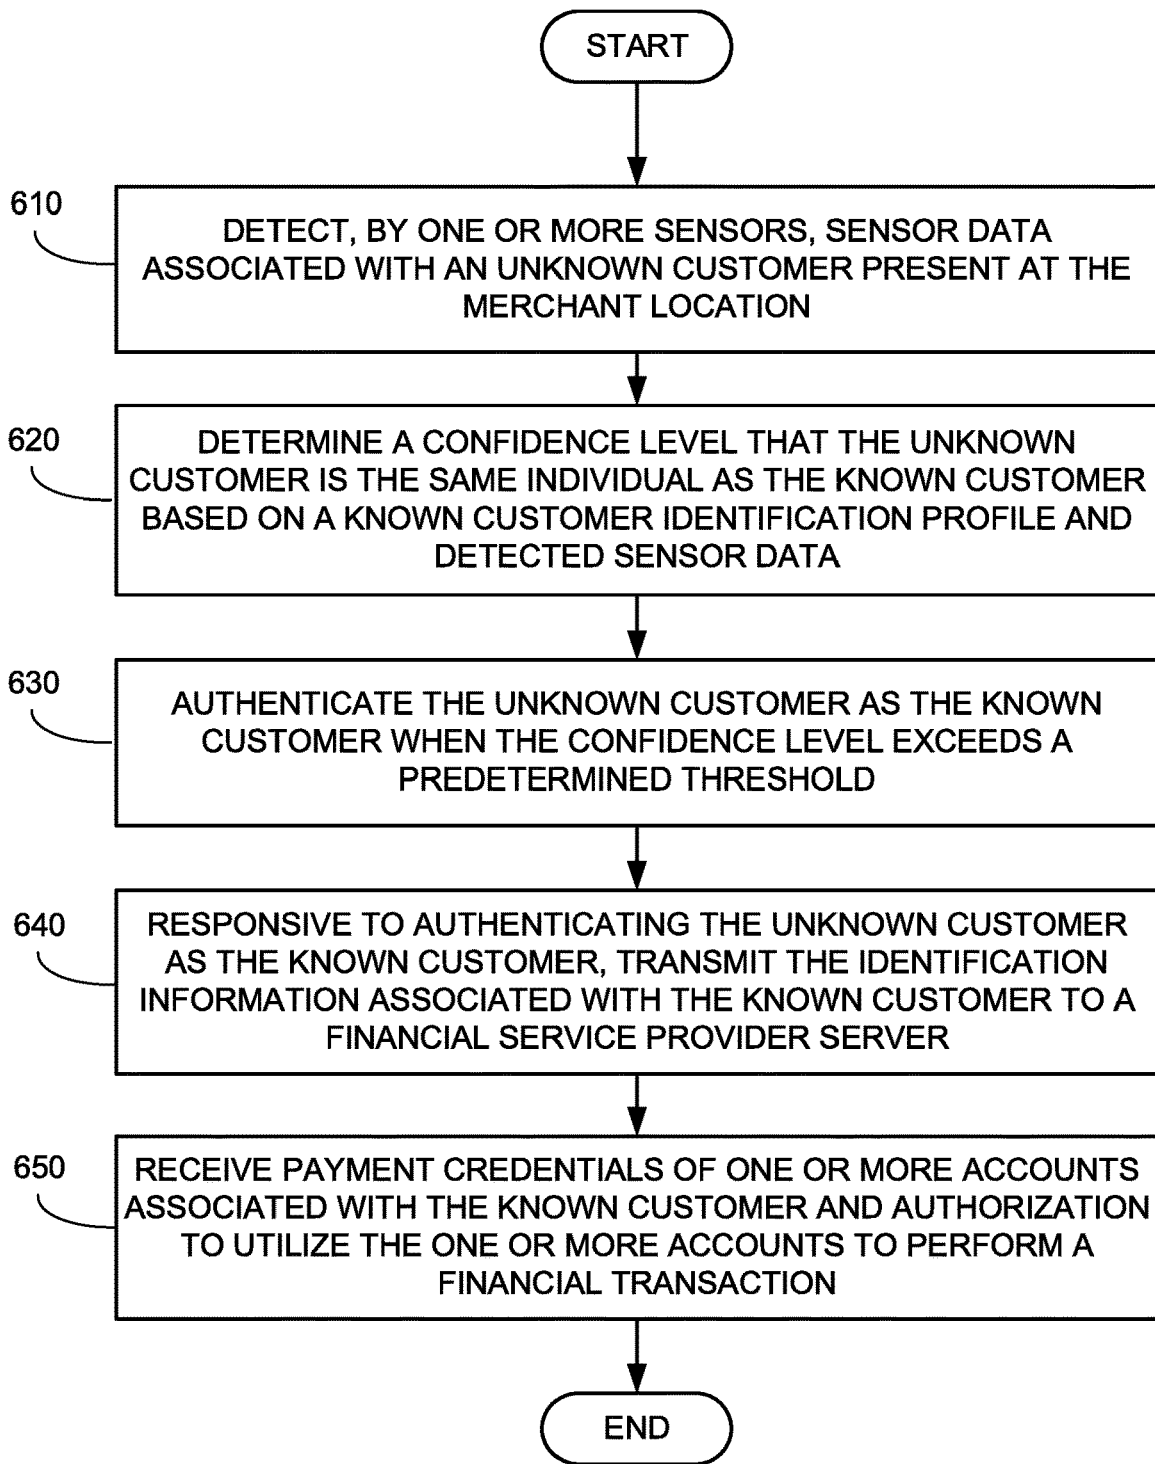 START
610
DETECT, BY ONE OR MORE SENSORS, SENSOR DATA
ASSOCIATED WITH AN UNKNOWN CUSTOMER PRESENT AT THE
MERCHANT LOCATION
620
DETERMINE A CONFIDENCE LEVEL THAT THE UNKNOWN
CUSTOMER IS THE SAME INDIVIDUAL AS THE KNOWN CUSTOMER
BASED ON A KNOWN CUSTOMER IDENTIFICATION PROFILE AND
DETECTED SENSOR DATA
630
AUTHENTICATE THE UNKNOWN CUSTOMER AS THE KNOWN
CUSTOMER WHEN THE CONFIDENCE LEVEL EXCEEDS A
PREDETERMINED THRESHOLD
640
RESPONSIVE TO AUTHENTICATING THE UNKNOWN CUSTOMER
AS THE KNOWN CUSTOMER, TRANSMIT THE IDENTIFICATION
INFORMATION ASSOCIATED WITH THE KNOWN CUSTOMER TO A
FINANCIAL SERVICE PROVIDER SERVER
650
RECEIVE PAYMENT CREDENTIALS OF ONE OR MORE ACCOUNTS
ASSOCIATED WITH THE KNOWN CUSTOMER AND AUTHORIZATION
TO UTILIZE THE ONE OR MORE ACCOUNTS TO PERFORM A
FINANCIAL TRANSACTION
END